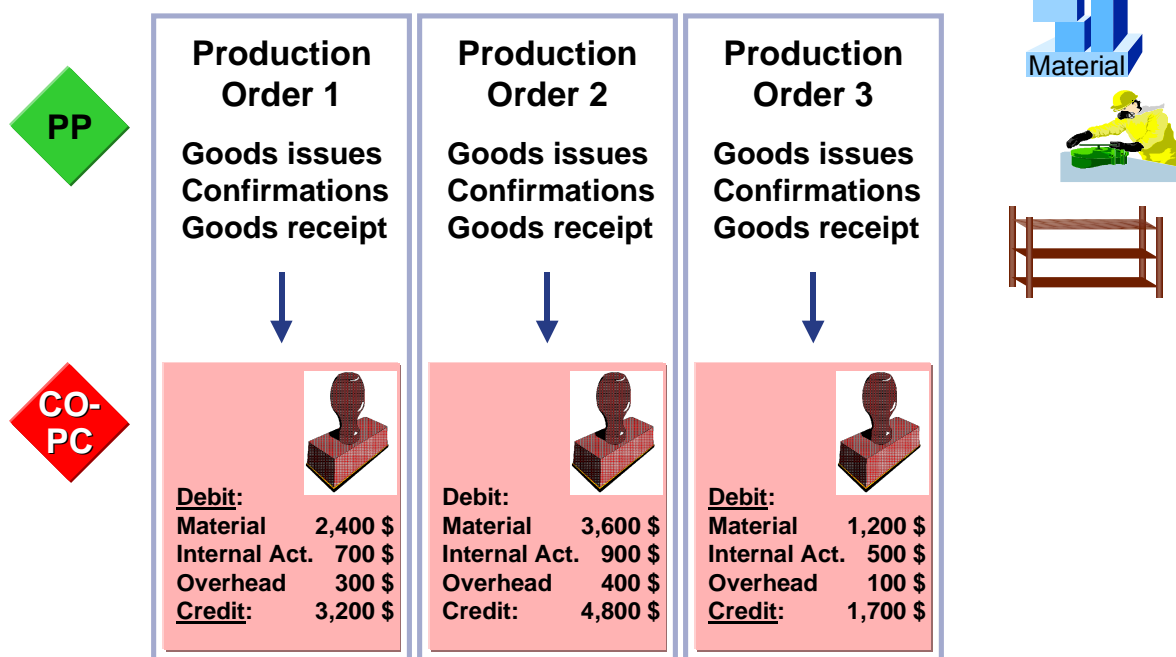 PP
CO-
PC
Production
Order 1
Goods issues
Confirmations
Goods receipt
Debit:
Material 2,400 $
Internal Act. 700 $
Overhead 300 $
Credit: 3,200 $
Production
Order 2
Goods issues
Confirmations
Goods receipt
Debit:
Material 3,600 $
Internal Act. 900 $
Overhead 400 $
Credit: 4,800 $
Production
Order 3
Goods issues
Confirmations
Goods receipt
Debit:
Material 1,200 $
Internal Act. 500 $
Overhead 100 $
Credit: 1,700 $
Material